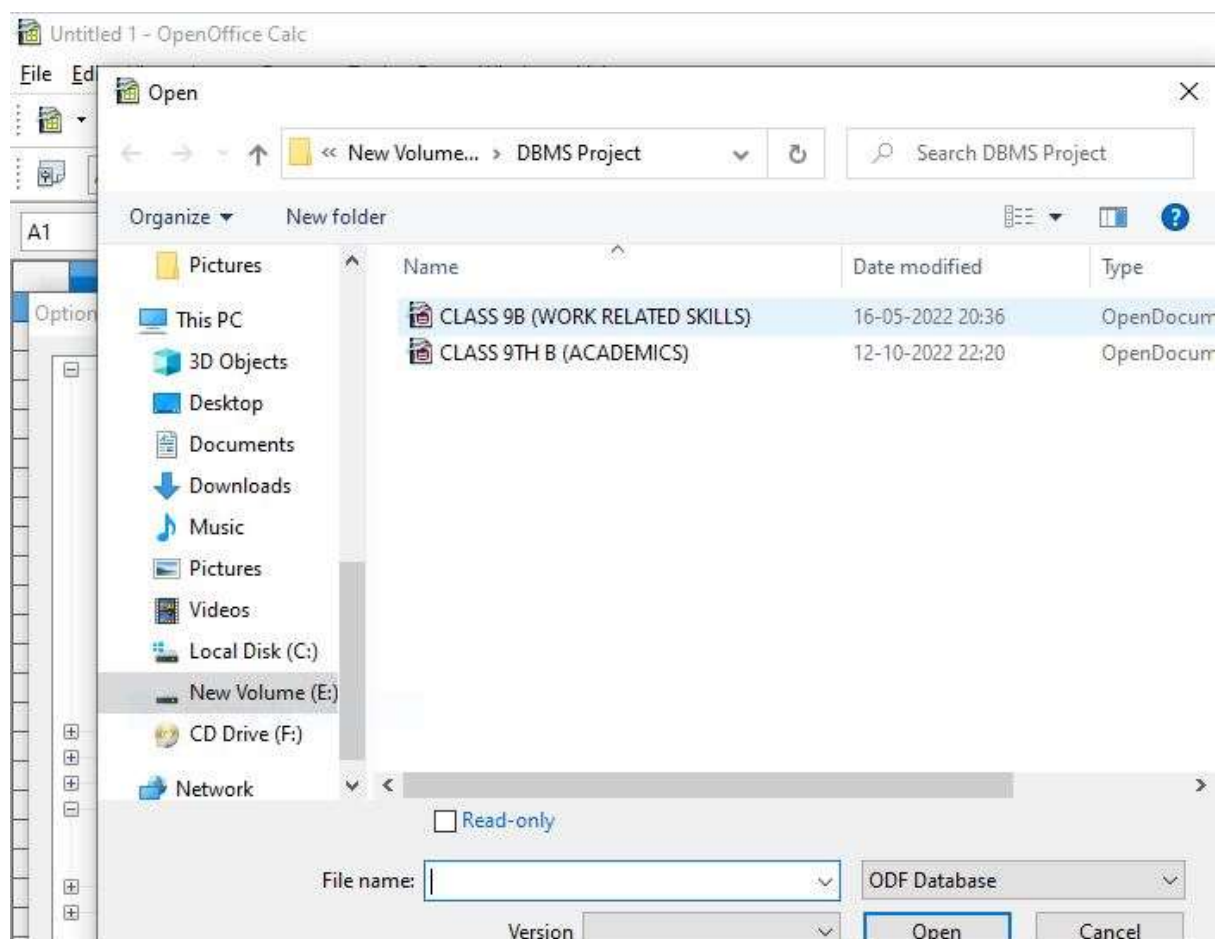 Untitled 1 - OpenOffice Calc
File Edi
Open
« New Volume... › DBMS Project
Search DBMS Project
Organize
New folder
A1
Name
Date modified
Type
Option
Pictures
This PC
3D Objects
Desktop
Documents
Downloads
Music
Pictures
Videos
Local Disk (C:)
New Volume (E:)
CD Drive (F:)
Network
CLASS 9B (WORK RELATED SKILLS) 16-05-2022 20:36 OpenDocum
CLASS 9TH B (ACADEMICS) 12-10-2022 22:20 OpenDocum
Read-only
File name:
ODF Database
Version
Open
Cancel